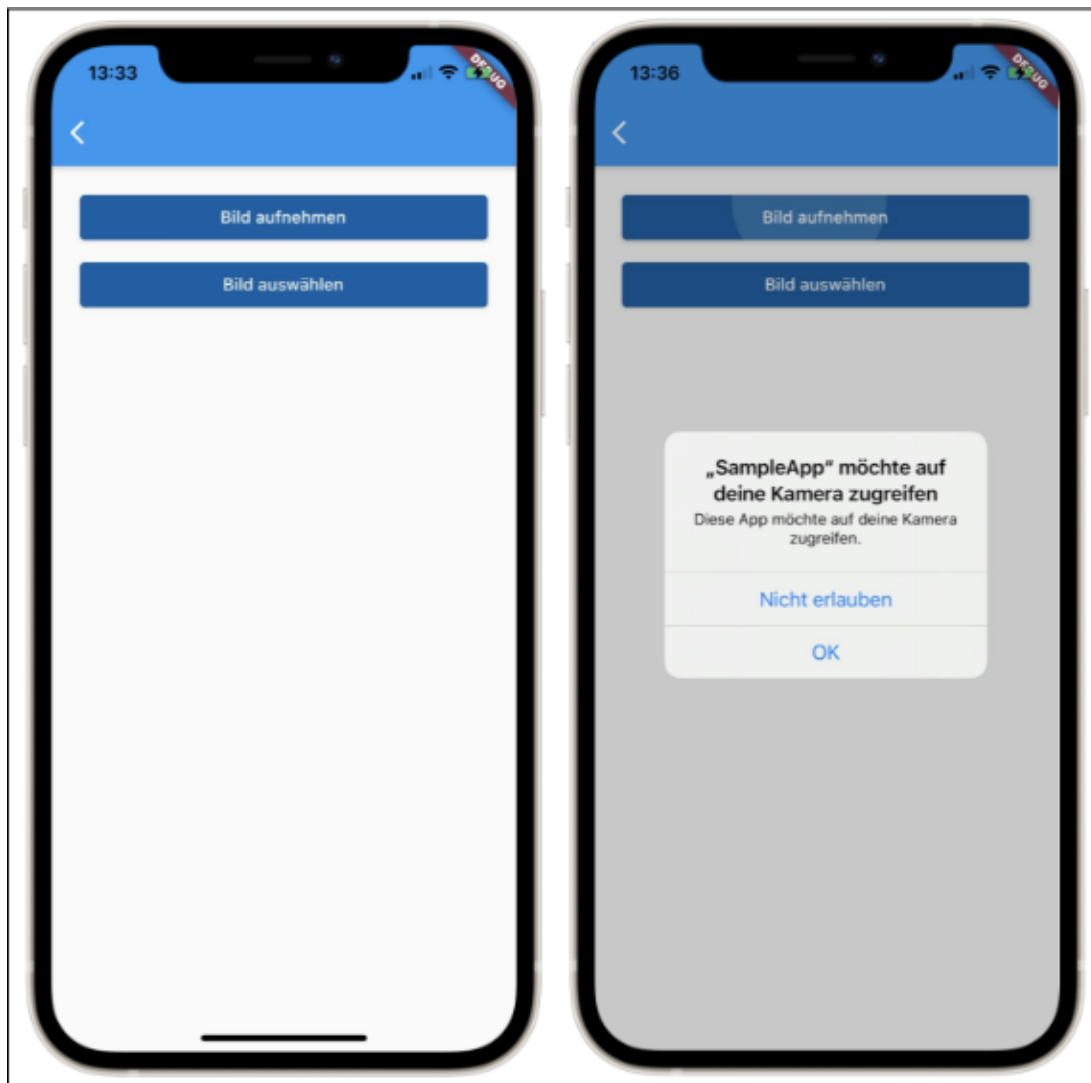 13:33
DEBUG
Bild aufnehmen
Bild auswählen
13:36
DEBUG
Bild aufnehmen
Bild auswählen
„SampleApp“ möchte auf
deine Kamera zugreifen
Diese App möchte auf deine Kamera
zugreifen.
Nicht erlauben
OK